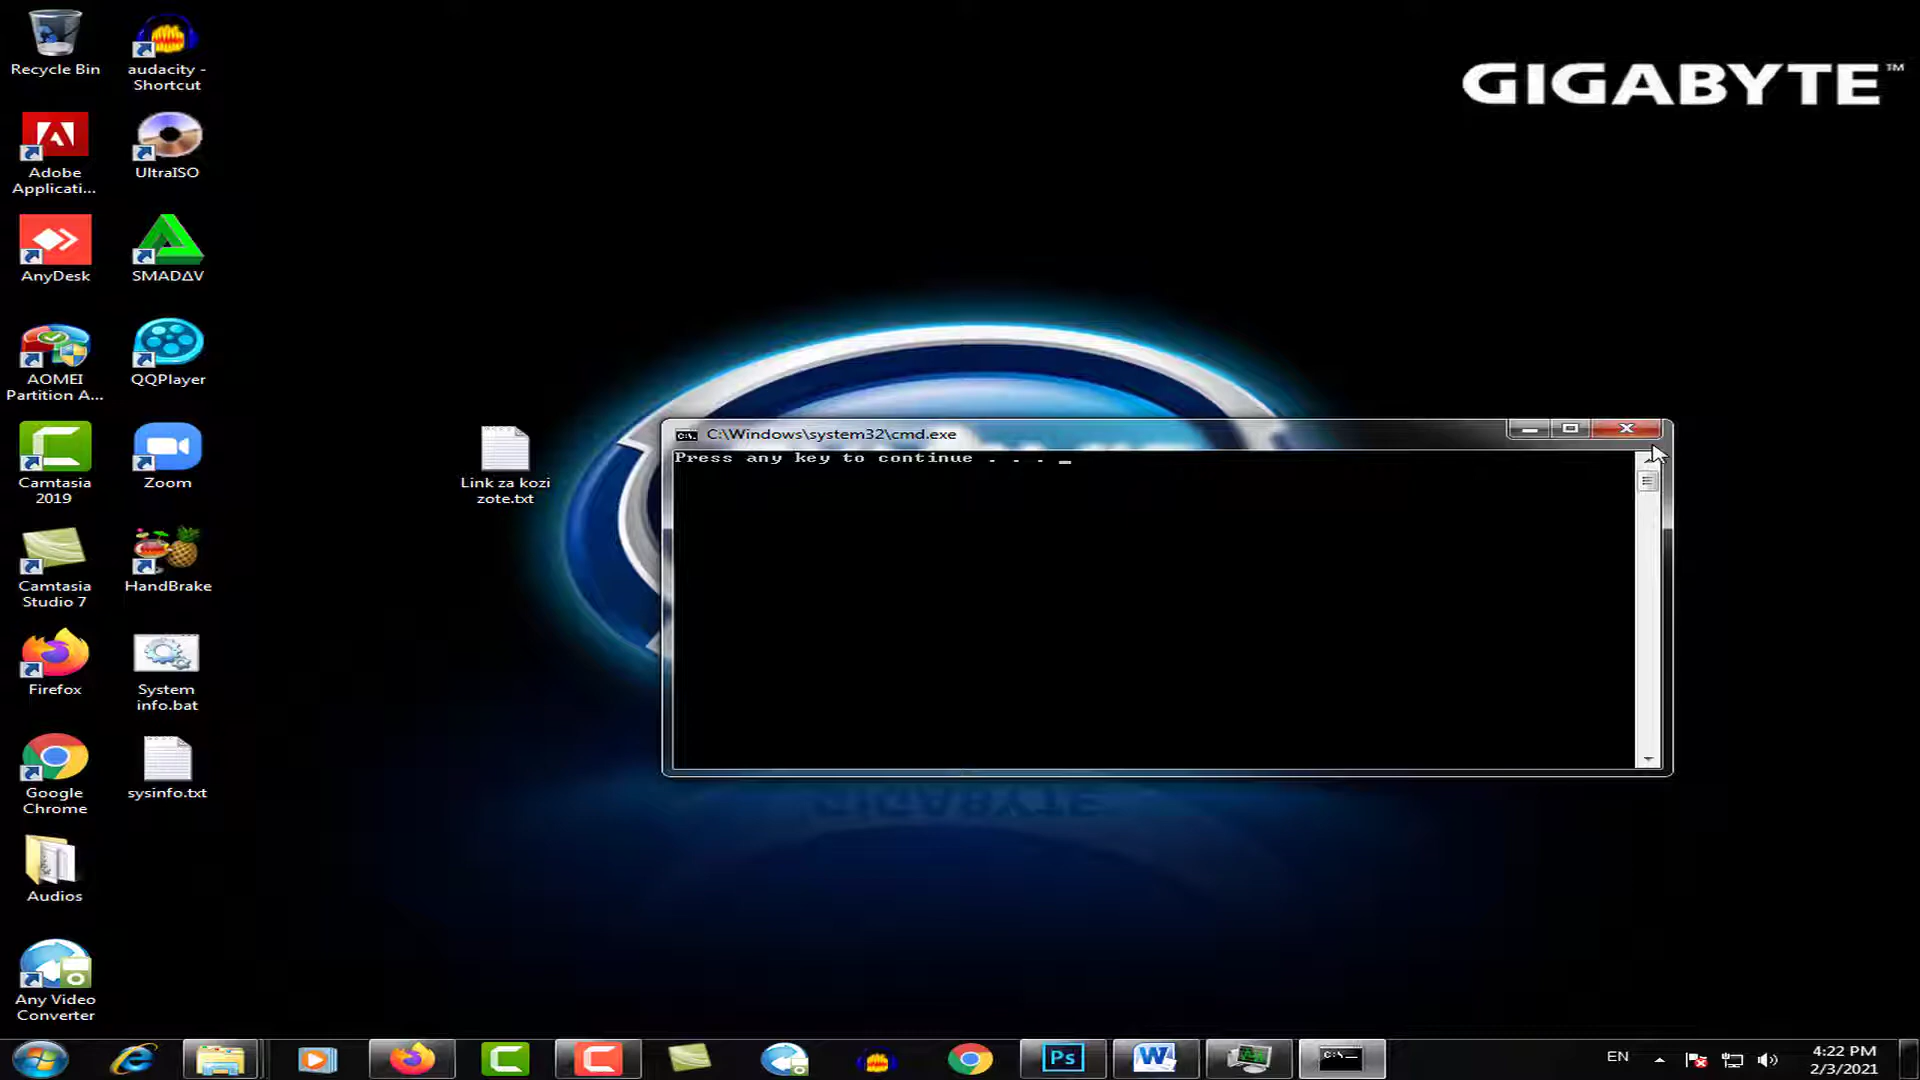 Recycle Bin
audacity -
Shortcut
GIGABYTE™
Adobe
Applicati...
UltraISO
AnyDesk
SMADΔV
AOMEI
Partition A...
QQPlayer
Camtasia
2019
Zoom
Link za kozi
zote.txt
C:\Windows\system32\cmd.exe
Press any key to continue . . . _
Camtasia
Studio 7
HandBrake
Firefox
System
info.bat
Google
Chrome
sysinfo.txt
Audios
GIGABYTE
Any Video
Converter
Ps
W
C:\_
EN
4:22 PM
2/3/2021